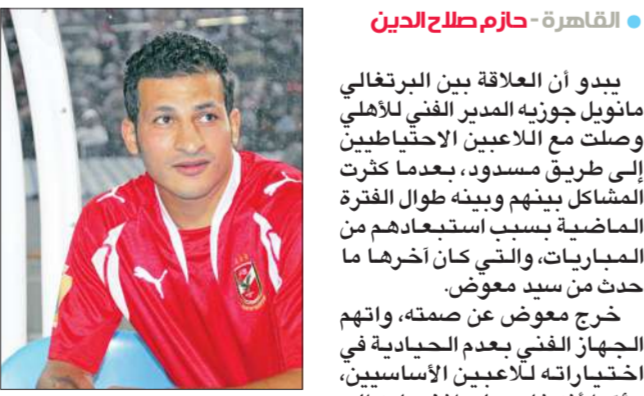 القاهرة - حازم صلاح الدين
يبدو أن العلاقة بين البرتغالي
مانويل جوزيه المدير الفني للأهلي
وصلت مع اللاعبين الاحتياطيين
إلى طريق مسدود، بعدما كثرت
المشاكل بينهم وبينه طوال الفترة
الماضية بسبب استبعادهم من
المباريات، والتي كان آخرها ما
حدث من سيد معوض.
خرج معوض عن صمته، واتهم
الجهاز الفني بعدم الحيادية في
اختياراته للاعبين الأساسيين،